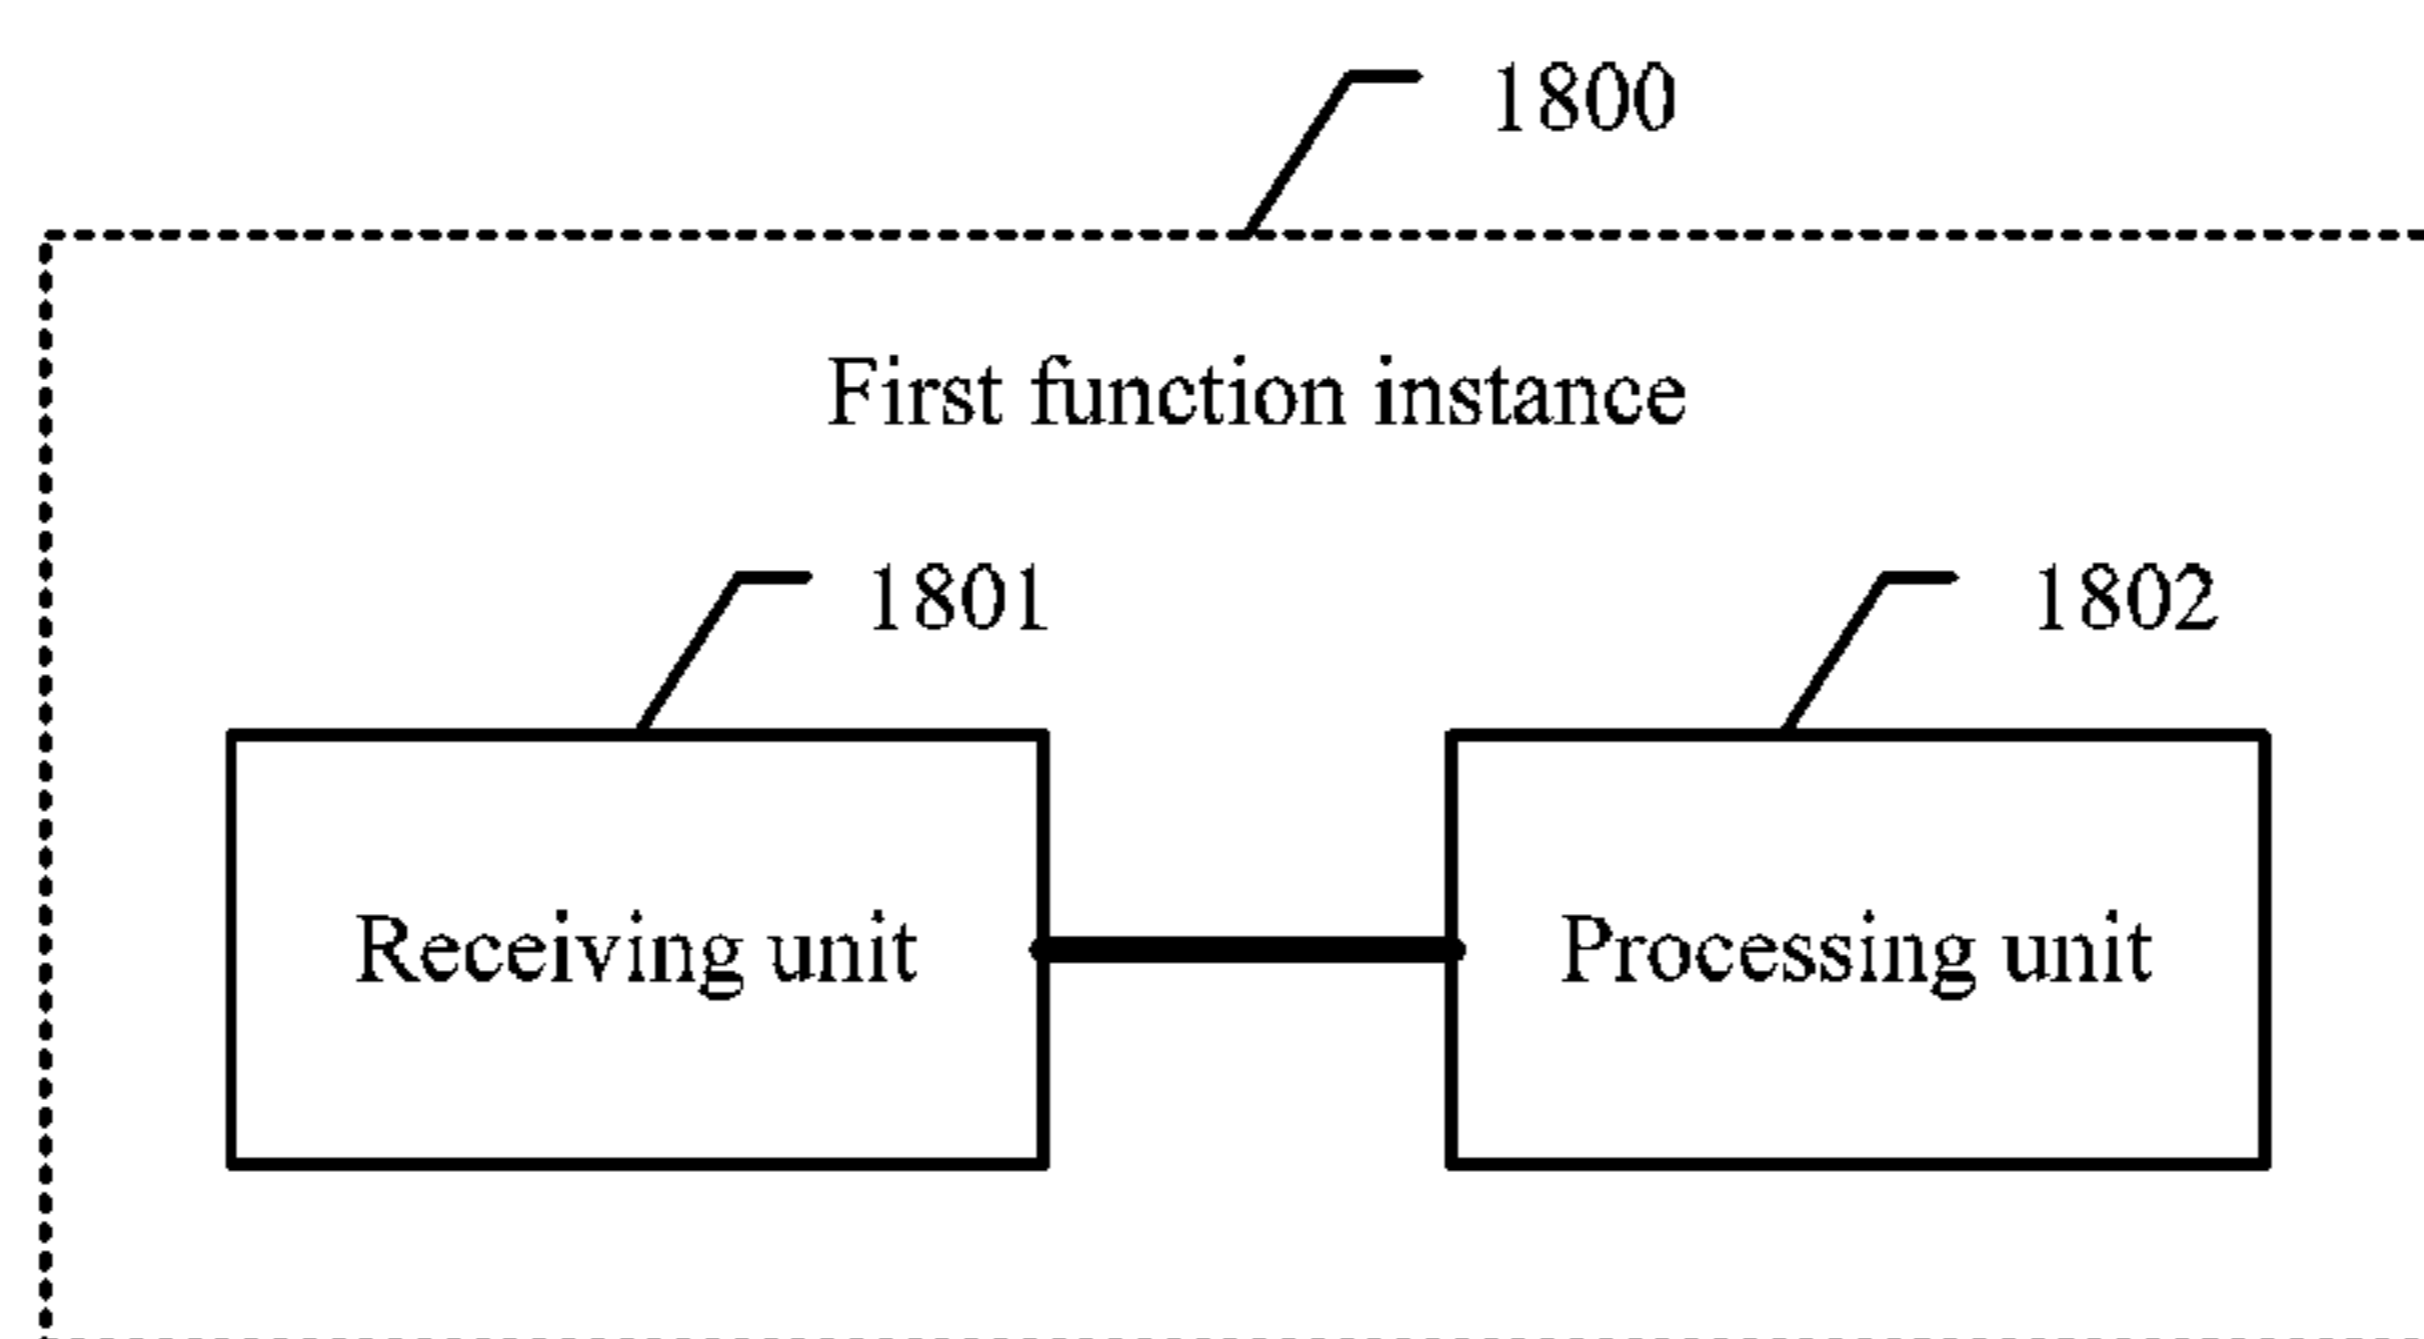 1800
First function instance
1801
1802
Receiving unit
Processing unit